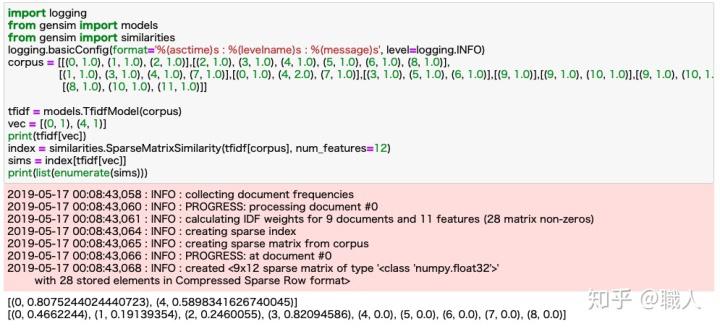 import logging
from gensim import models
from gensim import similarities
logging.basicConfig(format='%(asctime)s : %(levelname)s : %(message)s', level=logging.INFO)
corpus = [[(0, 1.0), (1, 1.0), (2, 1.0)],[(2, 1.0), (3, 1.0), (4, 1.0), (5, 1.0), (6, 1.0), (8, 1.0)],
[(1, 1.0), (3, 1.0), (4, 1.0), (7, 1.0)],[(0, 1.0), (4, 2.0), (7, 1.0)],[(3, 1.0), (5, 1.0), (6, 1.0)],[(9, 1.0)],[(9, 1.0), (10, 1.0)],[(9, 1.0), (10, 1.
[(8, 1.0), (10, 1.0), (11, 1.0)]]
tfidf = models.TfidfModel(corpus)
vec = [(0, 1), (4, 1)]
print(tfidf[vec])
index = similarities.SparseMatrixSimilarity(tfidf[corpus], num_features=12)
sims = index[tfidf[vec]]
print(list(enumerate(sims)))
2019-05-17 00:08:43,058 : INFO : collecting document frequencies
2019-05-17 00:08:43,060 : INFO : PROGRESS: processing document #0
2019-05-17 00:08:43,061 : INFO : calculating IDF weights for 9 documents and 11 features (28 matrix non-zeros)
2019-05-17 00:08:43,064 : INFO : creating sparse index
2019-05-17 00:08:43,065 : INFO : creating sparse matrix from corpus
2019-05-17 00:08:43,066 : INFO : PROGRESS: at document #0
2019-05-17 00:08:43,068 : INFO : created <9x12 sparse matrix of type '<class 'numpy.float32'>'
with 28 stored elements in Compressed Sparse Row format>
[(0, 0.8075244024440723), (4, 0.5898341626740045)]
[(0, 0.4662244), (1, 0.19139354), (2, 0.2460055), (3, 0.82094586), (4, 0.0), (5, 0.0), (6, 0.0), (7, 0.0), (8, 0.0)]
知乎 @職人